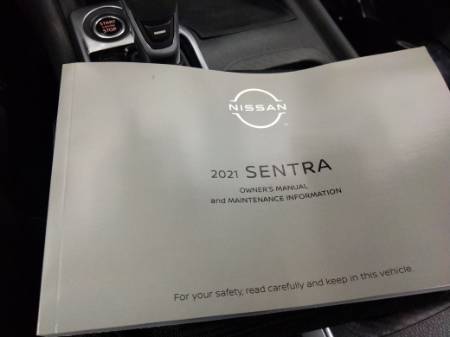 START
STOP
NISSAN
2021 SENTRA
OWNER'S MANUAL
and MAINTENANCE INFORMATION
For your safety, read carefully and keep in this vehicle.